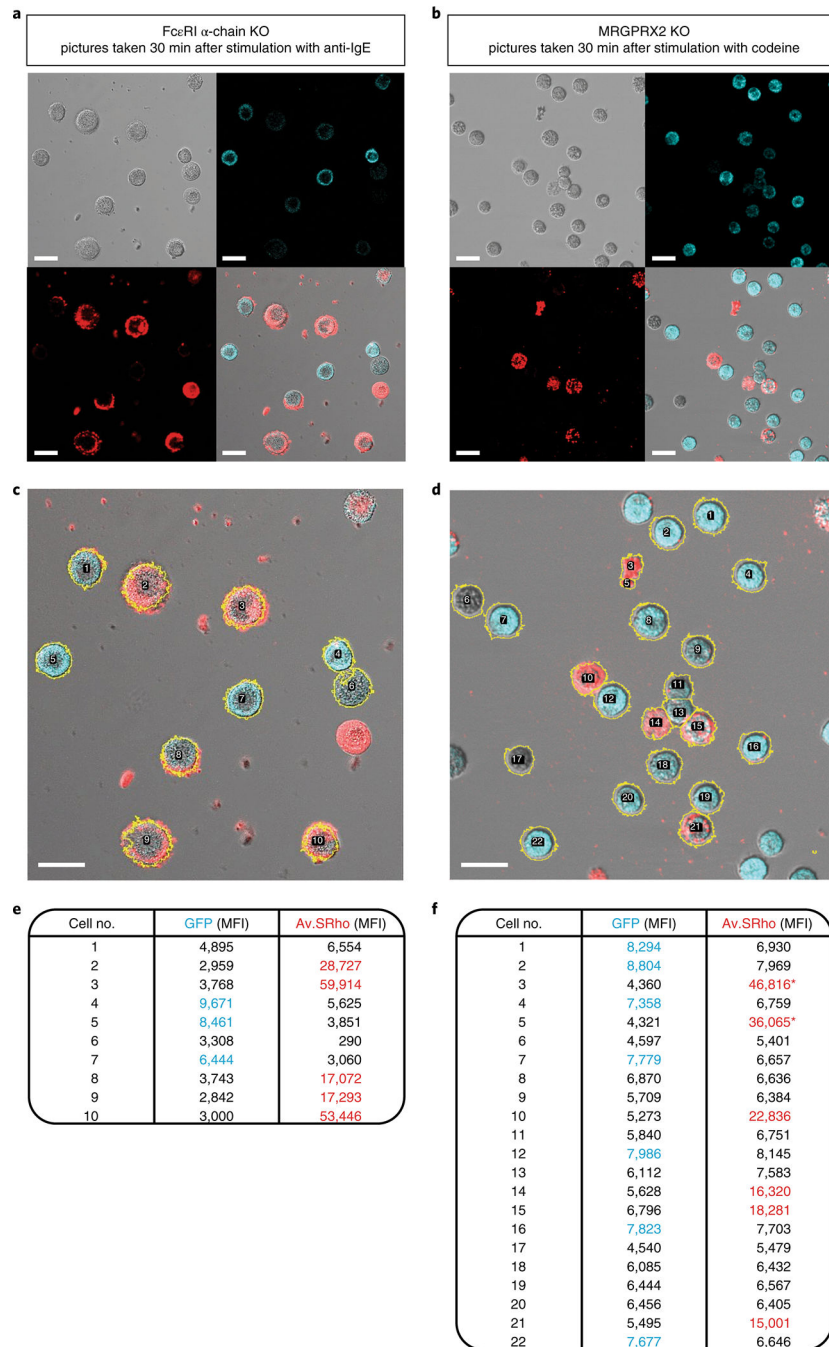 a
FcεRI α-chain KO
pictures taken 30 min after stimulation with anti-IgE
b
MRGPRX2 KO
pictures taken 30 min after stimulation with codeine
c
1
2
3
4
5
6
7
8
9
10
d
1
2
3
4
5
6
7
8
9
10
11
12
13
14
15
16
17
18
19
20
21
22
e
Cell no. GFP (MFI) Av.SRho (MFI)
1 4,895 6,554
2 2,959 28,727
3 3,768 59,914
4 9,671 5,625
5 8,461 3,851
6 3,308 290
7 6,444 3,060
8 3,743 17,072
9 2,842 17,293
10 3,000 53,446
f
Cell no. GFP (MFI) Av.SRho (MFI)
1 8,294 6,930
2 8,804 7,969
3 4,360 46,816*
4 7,358 6,759
5 4,321 36,065*
6 4,597 5,401
7 7,779 6,657
8 6,870 6,636
9 5,709 6,384
10 5,273 22,836
11 5,840 6,751
12 7,986 8,145
13 6,112 7,583
14 5,628 16,320
15 6,796 18,281
16 7,823 7,703
17 4,540 5,479
18 6,085 6,432
19 6,444 6,567
20 6,456 6,405
21 5,495 15,001
22 7,677 6,646